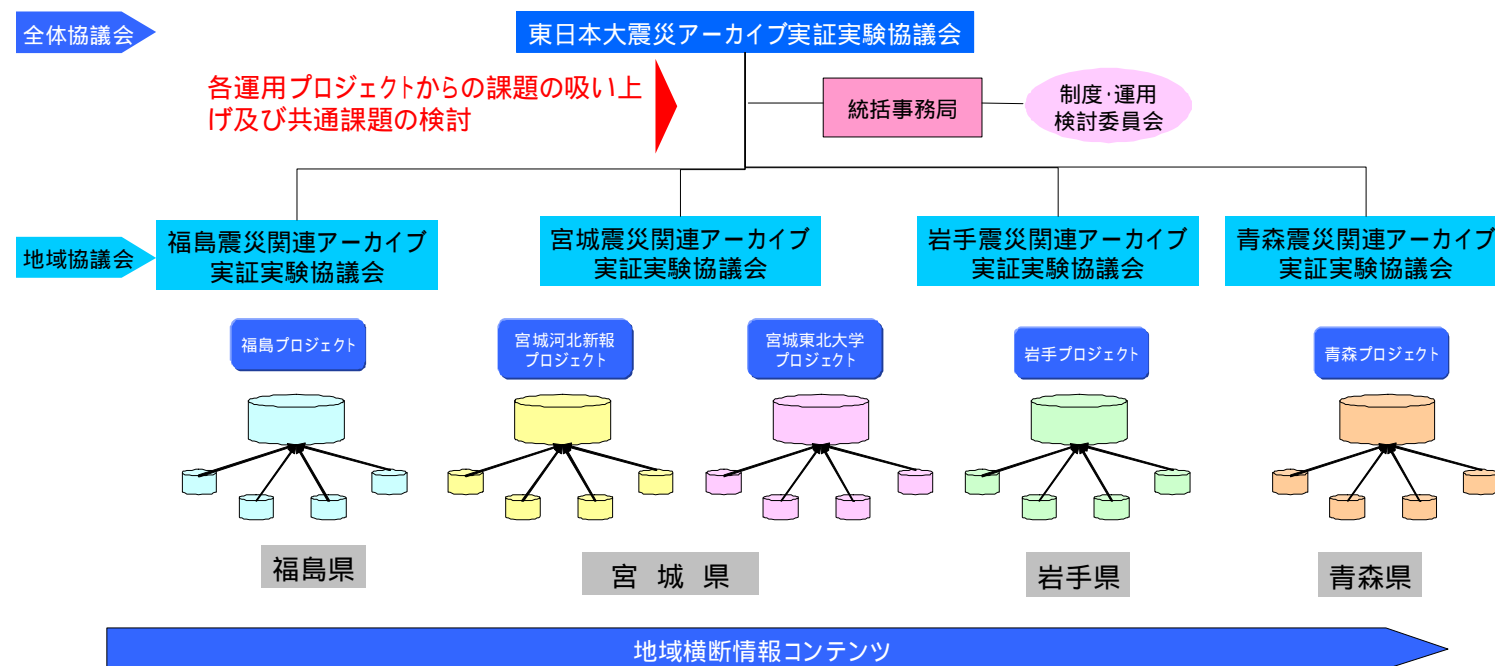 全体協議会
東日本大震災アーカイブ実証実験協議会
各運用プロジェクトからの課題の吸い上
げ及び共通課題の検討
統括事務局
制度・運用
検討委員会
地域協議会
福島震災関連アーカイブ
実証実験協議会
宮城震災関連アーカイブ
実証実験協議会
岩手震災関連アーカイブ
実証実験協議会
青森震災関連アーカイブ
実証実験協議会
福島プロジェクト
宮城河北新報
プロジェクト
宮城東北大学
プロジェクト
岩手プロジェクト
青森プロジェクト
福島県
宮 城 県
岩手県
青森県
地域横断情報コンテンツ